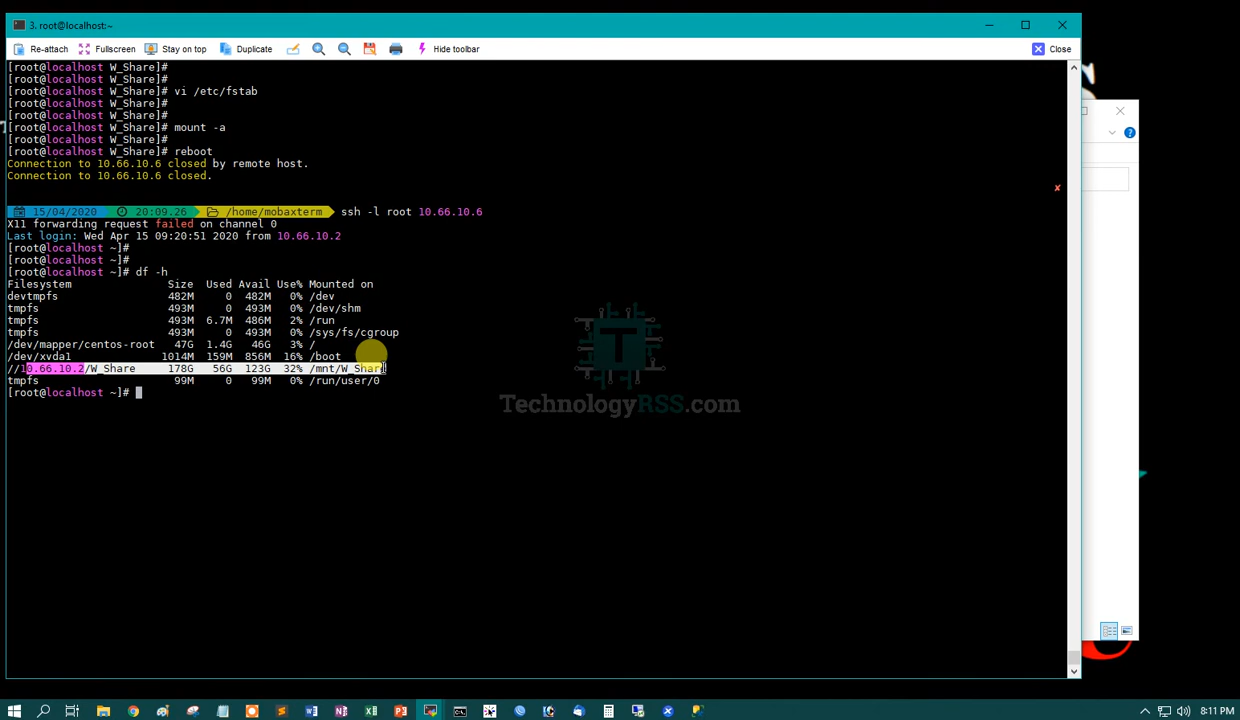 3. root@localhost:~
Re-attach Fullscreen Stay on top Duplicate Hide toolbar Close
[root@localhost W_Share]#
[root@localhost W_Share]#
[root@localhost W_Share]# vi /etc/fstab
[root@localhost W_Share]#
[root@localhost W_Share]#
[root@localhost W_Share]# mount -a
[root@localhost W_Share]#
[root@localhost W_Share]# reboot
Connection to 10.66.10.6 closed by remote host.
Connection to 10.66.10.6 closed.
15/04/2020 20:09.26 /home/mobaxterm ssh -l root 10.66.10.6
X11 forwarding request failed on channel 0
Last login: Wed Apr 15 09:20:51 2020 from 10.66.10.2
[root@localhost ~]#
[root@localhost ~]#
[root@localhost ~]# df -h
Filesystem Size Used Avail Use% Mounted on
devtmpfs 482M 0 482M 0% /dev
tmpfs 493M 0 493M 0% /dev/shm
tmpfs 493M 6.7M 486M 2% /run
tmpfs 493M 0 493M 0% /sys/fs/cgroup
/dev/mapper/centos-root 47G 1.4G 46G 3% /
/dev/xvda1 1014M 159M 856M 16% /boot
//10.66.10.2/W_Share 178G 56G 123G 32% /mnt/W_Share
tmpfs 99M 0 99M 0% /run/user/0
[root@localhost ~]#
TechnologyRSS.com
8:11 PM